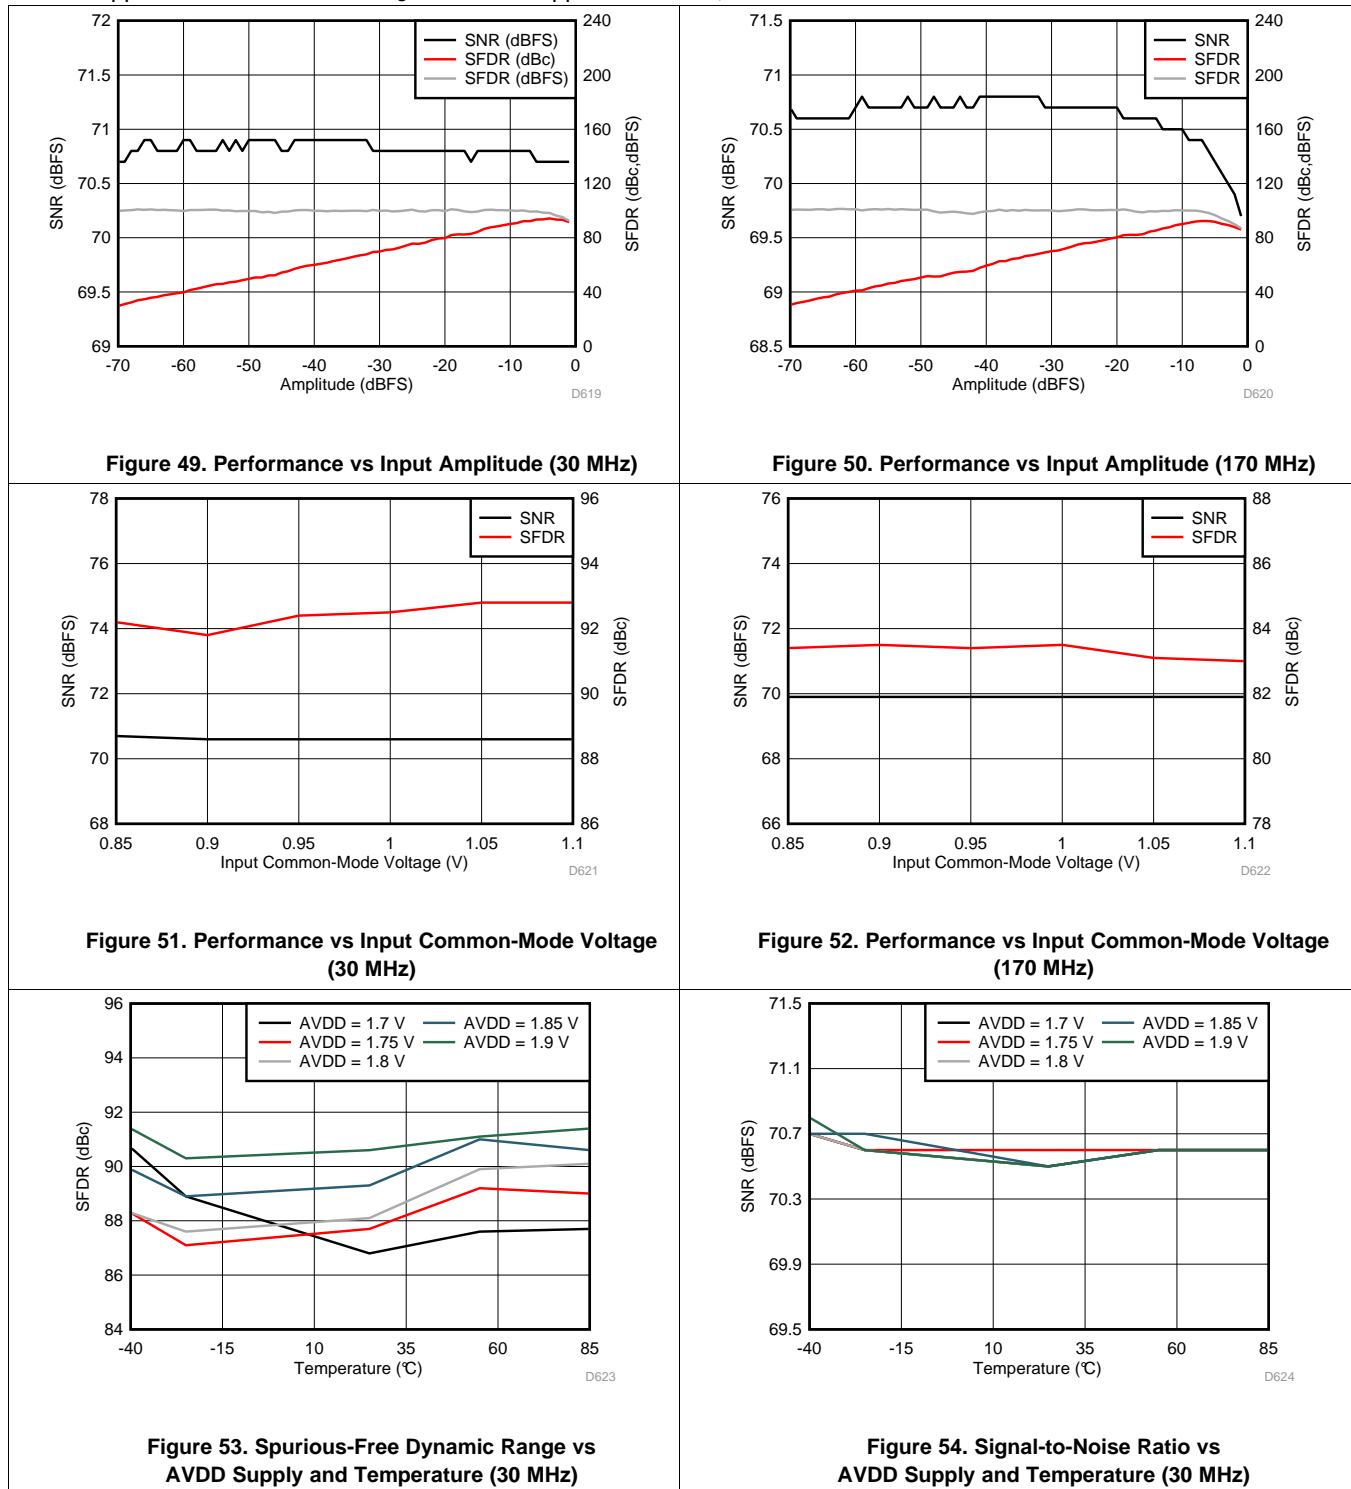 72
71.5
71
70.5
70
69.5
69
SNR (dBFS)
240
200
160
120
80
40
0
SFDR (dBc,dBFS)
SNR (dBFS)
SFDR (dBc)
SFDR (dBFS)
-70 -60 -50 -40 -30 -20 -10 0
Amplitude (dBFS)
D619
Figure 49. Performance vs Input Amplitude (30 MHz)
71.5
71
70.5
70
69.5
69
68.5
SNR (dBFS)
240
200
160
120
80
40
0
SFDR (dBc,dBFS)
SNR
SFDR
SFDR
-70 -60 -50 -40 -30 -20 -10 0
Amplitude (dBFS)
D620
Figure 50. Performance vs Input Amplitude (170 MHz)
78
76
74
72
70
68
SNR (dBFS)
96
94
92
90
88
86
SFDR (dBc)
SNR
SFDR
0.85 0.9 0.95 1 1.05 1.1
Input Common-Mode Voltage (V)
D621
Figure 51. Performance vs Input Common-Mode Voltage
(30 MHz)
76
74
72
70
68
66
SNR (dBFS)
88
86
84
82
80
78
SFDR (dBc)
SNR
SFDR
0.85 0.9 0.95 1 1.05 1.1
Input Common-Mode Voltage (V)
D622
Figure 52. Performance vs Input Common-Mode Voltage
(170 MHz)
96
94
92
90
88
86
84
SFDR (dBc)
AVDD = 1.7 V AVDD = 1.85 V
AVDD = 1.75 V AVDD = 1.9 V
AVDD = 1.8 V
-40 -15 10 35 60 85
Temperature (°C)
D623
Figure 53. Spurious-Free Dynamic Range vs
AVDD Supply and Temperature (30 MHz)
71.5
71.1
70.7
70.3
69.9
69.5
SNR (dBFS)
AVDD = 1.7 V AVDD = 1.85 V
AVDD = 1.75 V AVDD = 1.9 V
AVDD = 1.8 V
-40 -15 10 35 60 85
Temperature (°C)
D624
Figure 54. Signal-to-Noise Ratio vs
AVDD Supply and Temperature (30 MHz)